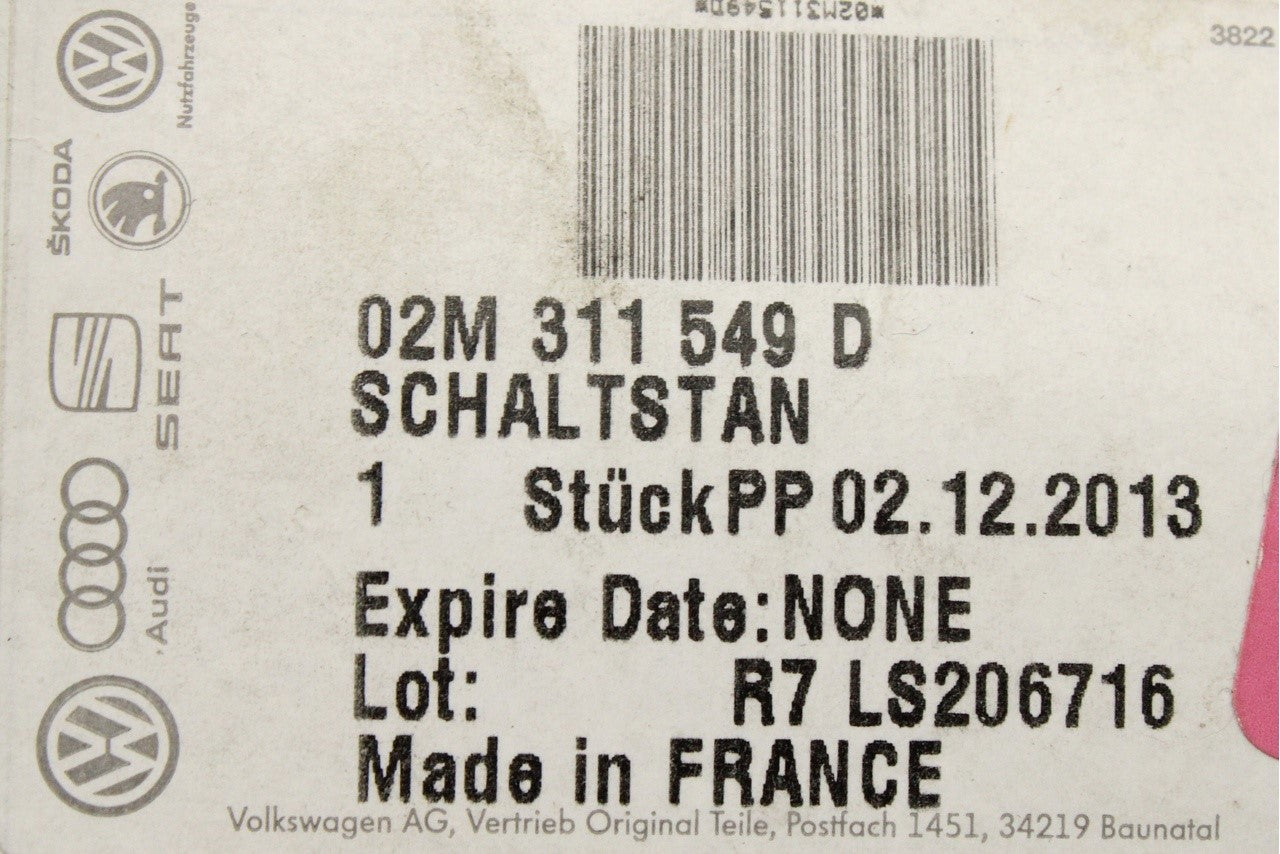 *02M311549D*
3822
02M 311 549 D
SCHALTSTAN
1 Stück PP 02.12.2013
Expire Date: NONE
Lot: R7 LS206716
Made in FRANCE
Volkswagen AG, Vertrieb Original Teile, Postfach 1451, 34219 Baunatal
Nutzfahrzeuge
ŠKODA
SEAT
Audi